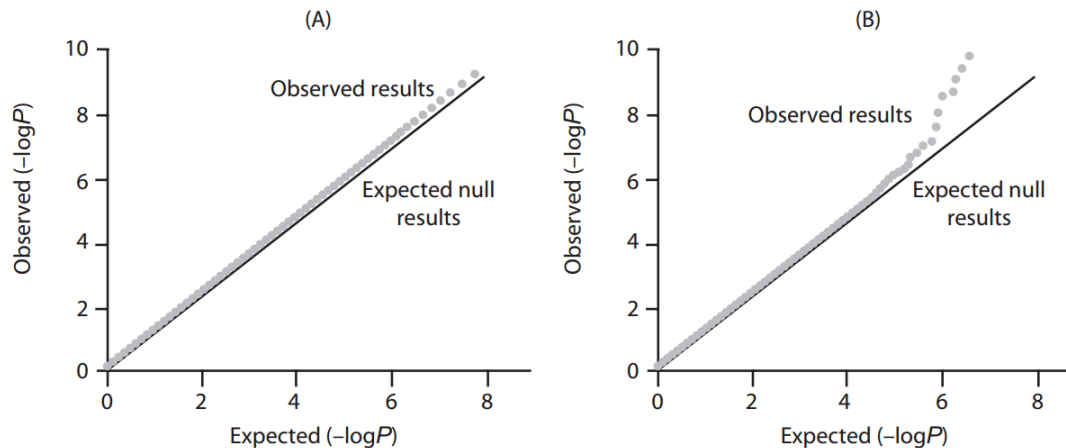 (A)
10
8
6
4
2
0
0
2
4
6
8
Observed (–logP)
Expected (–logP)
Observed results
Expected null
results
(B)
10
8
6
4
2
0
0
2
4
6
8
Observed (–logP)
Expected (–logP)
Observed results
Expected null
results